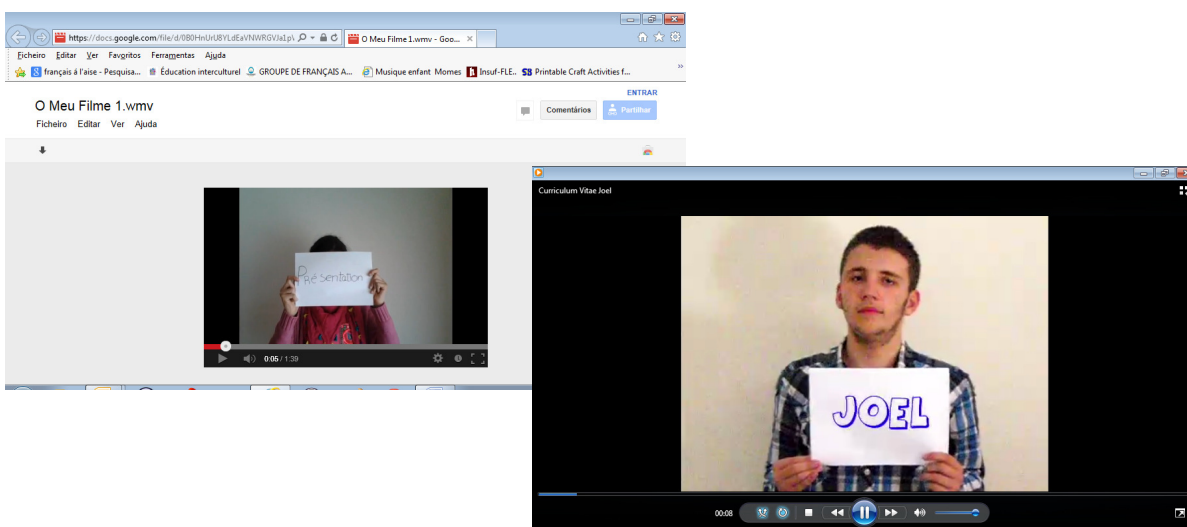 https://docs.google.com/file/d/0B0HnUrU8YLdEaVNWRGVJa1p\
O Meu Filme 1.wmv - Goo...
Ficheiro Editar Ver Favoritos Ferramentas Ajuda
français á l'aise - Pesquisa... Éducation interculturel GROUPE DE FRANÇAIS A... Musique enfant Momes Insuf-FLE.. SB Printable Craft Activities f...
ENTRAR
O Meu Filme 1.wmv
Comentários Partilhar
Ficheiro Editar Ver Ajuda
Présentation
0:05 / 1:39
Curriculum Vitae Joel
JOEL
00:08